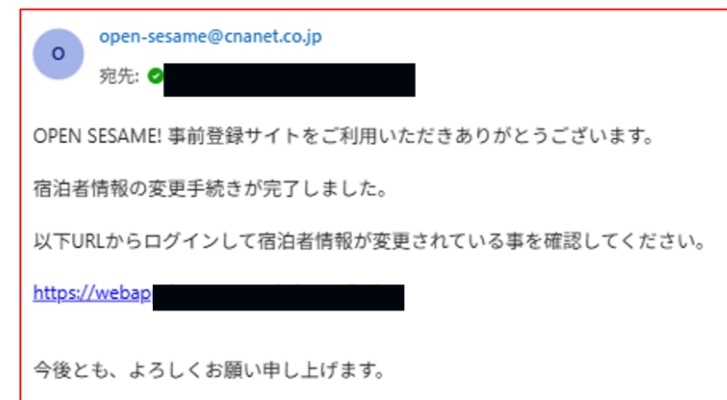 open-sesame@cnanet.co.jp
O
宛先:
OPEN SESAME! 事前登録サイトをご利用いただきありがとうございます。
宿泊者情報の変更手続きが完了しました。
以下URLからログインして宿泊者情報が変更されている事を確認してください。
https://webap
今後とも、よろしくお願い申し上げます。